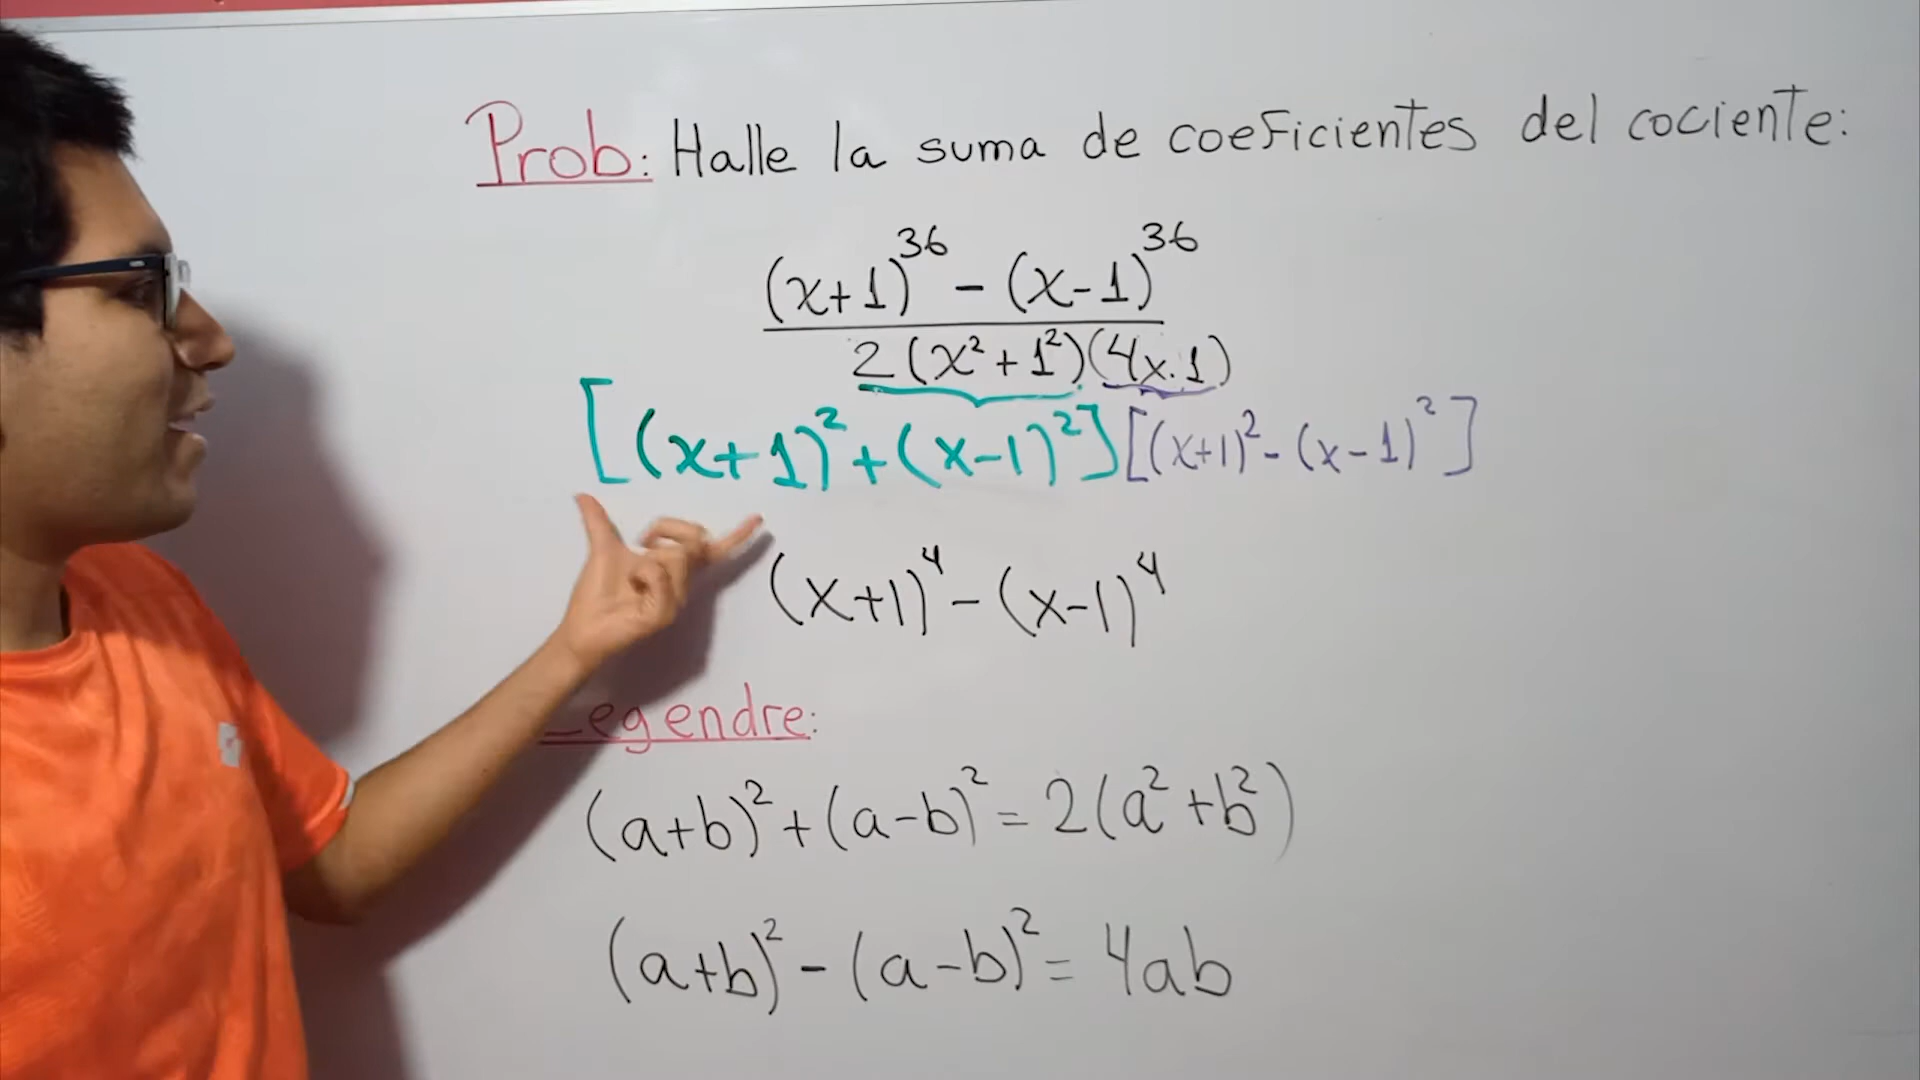 Prob: Halle la suma de coeficientes del cociente:
(x+1)³⁶ - (x-1)³⁶
2(x² + 1²)(4x.1)
[(x+1)² + (x-1)²][(x+1)² - (x-1)²]
(x+1)⁴ - (x-1)⁴
Legendre:
(a+b)² + (a-b)² = 2(a² + b²)
(a+b)² - (a-b)² = 4ab